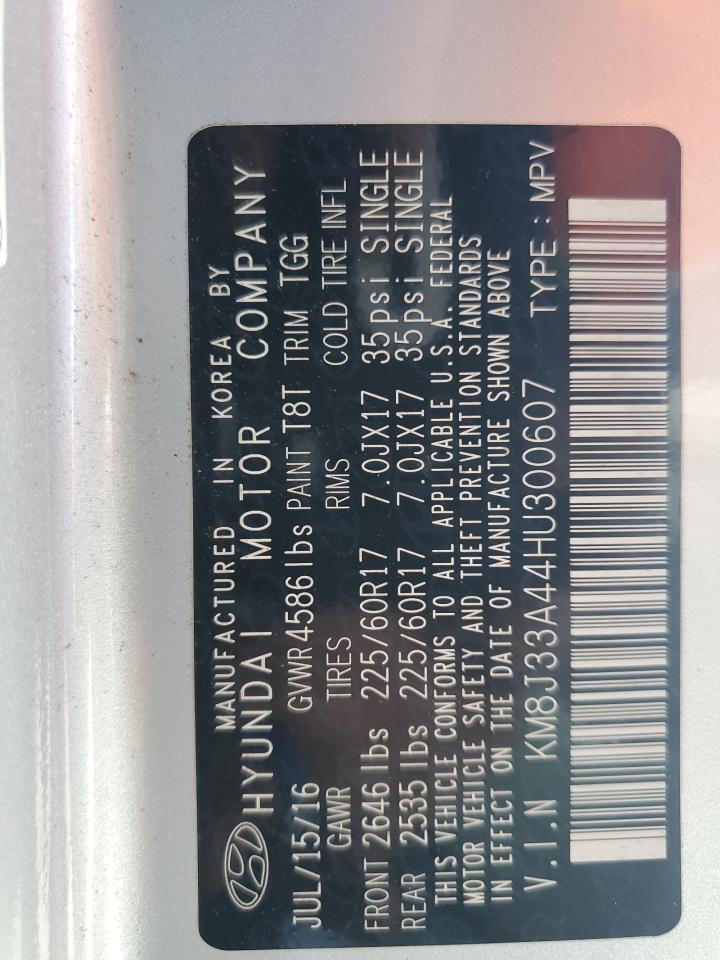 MANUFACTURED IN KOREA BY
HYUNDAI MOTOR COMPANY
JUL/15/16 GVWR 4586 lbs PAINT T8T TRIM TGG
GAWR TIRES RIMS COLD TIRE INFL
FRONT 2646 lbs 225/60R17 7.0JX17 35psi SINGLE
REAR 2535 lbs 225/60R17 7.0JX17 35psi SINGLE
THIS VEHICLE CONFORMS TO ALL APPLICABLE U.S.A. FEDERAL
MOTOR VEHICLE SAFETY AND THEFT PREVENTION STANDARDS
IN EFFECT ON THE DATE OF MANUFACTURE SHOWN ABOVE
V.I.N KM8J33A44HU300607 TYPE : MPV